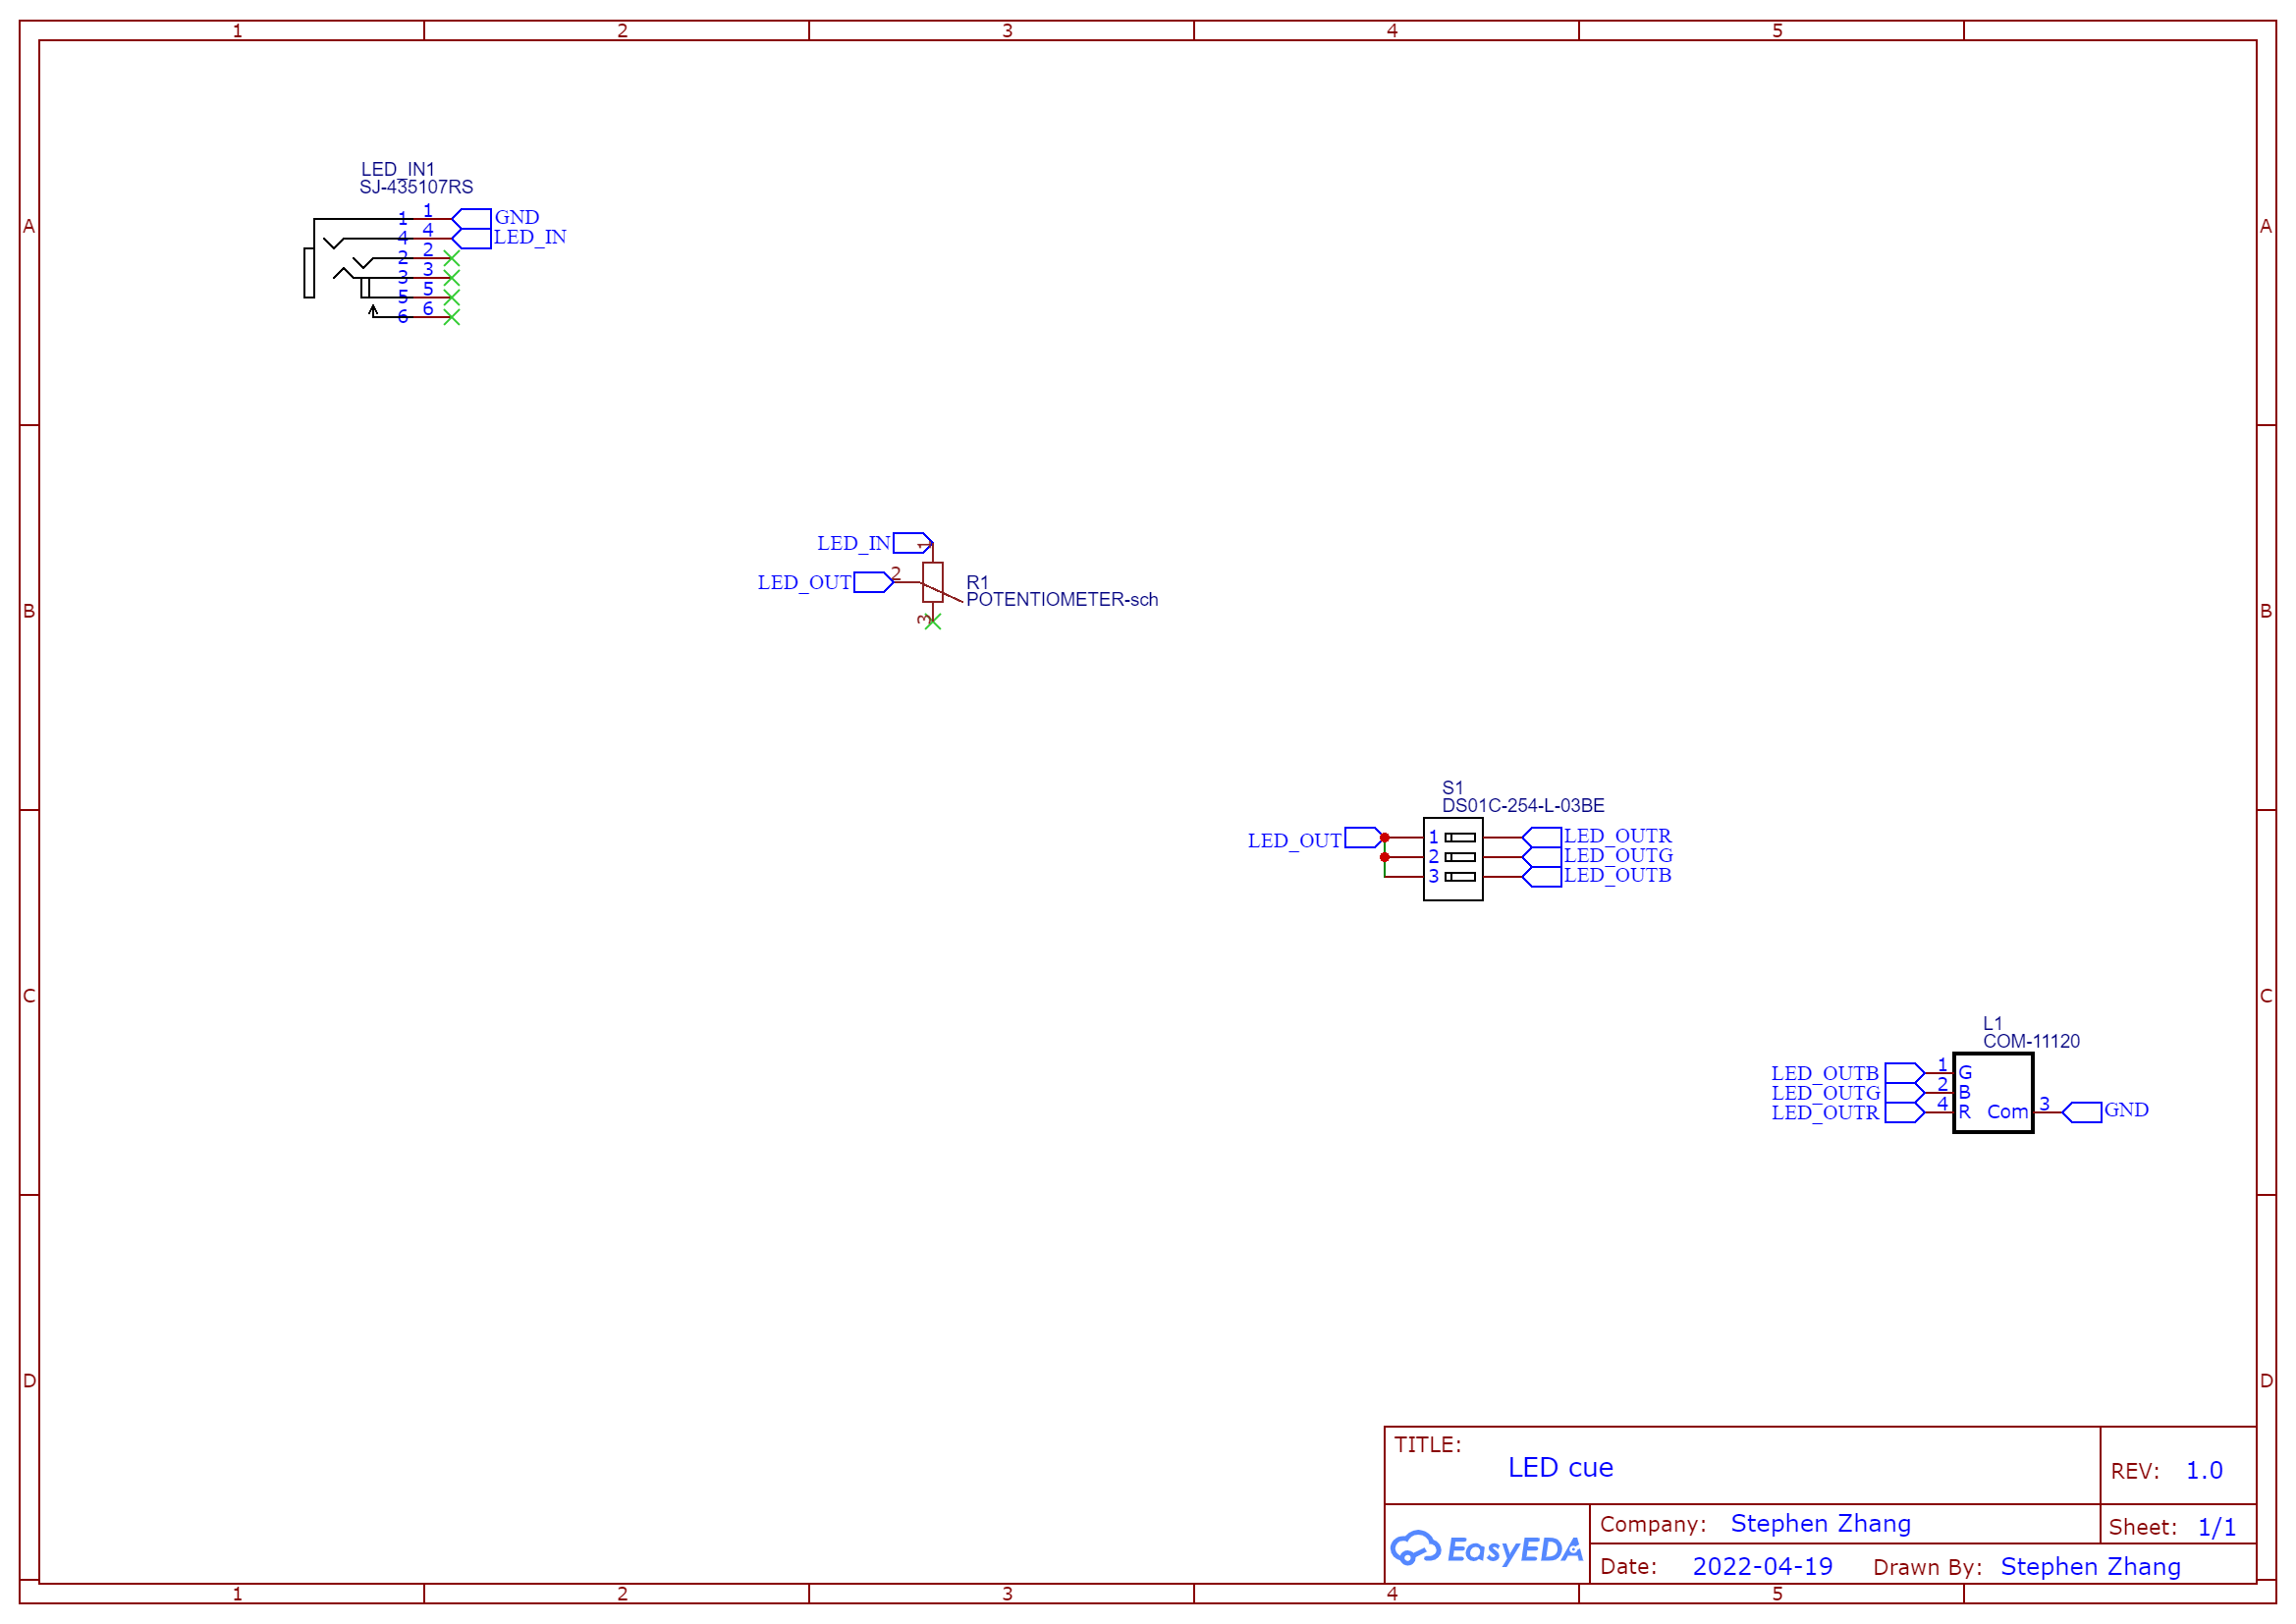 1 2 3 4 5
A A
LED_IN1
SJ-435107RS
1 1 GND
4 4 LED_IN
2 2
3 3
5 5
6 6
B B
LED_IN 1
LED_OUT 2
R1
POTENTIOMETER-sch
3
S1
DS01C-254-L-03BE
LED_OUT 1 LED_OUTR
2 LED_OUTG
3 LED_OUTB
C C
L1
COM-11120
LED_OUTB 1 G
LED_OUTG 2 B
LED_OUTR 4 R Com 3 GND
D D
TITLE:
LED cue
REV: 1.0
EasyEDA
Company: Stephen Zhang
Sheet: 1/1
Date: 2022-04-19 Drawn By: Stephen Zhang
1 2 3 4 5